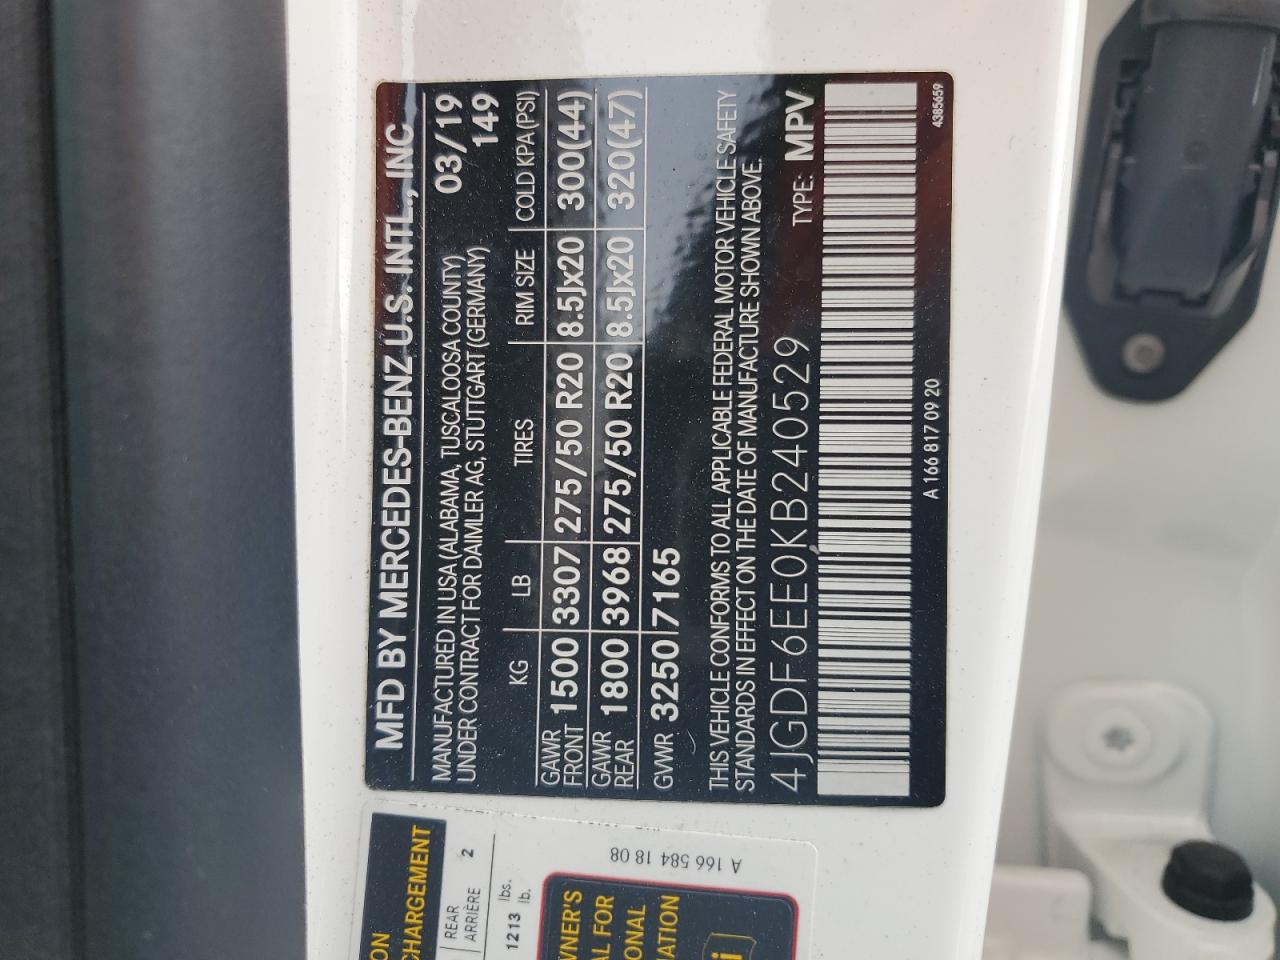 MFD BY MERCEDES-BENZ U.S. INTL., INC
MANUFACTURED IN USA (ALABAMA, TUSCALOOSA COUNTY) 03/19
UNDER CONTRACT FOR DAIMLER AG, STUTTGART (GERMANY) 149
KG LB TIRES RIM SIZE COLD KPA (PSI)
GAWR FRONT 1500 3307 275/50 R20 8.5Jx20 300(44)
GAWR REAR 1800 3968 275/50 R20 8.5Jx20 320(47)
GVWR 3250 7165
THIS VEHICLE CONFORMS TO ALL APPLICABLE FEDERAL MOTOR VEHICLE SAFETY
STANDARDS IN EFFECT ON THE DATE OF MANUFACTURE SHOWN ABOVE.
4JGDF6EE0KB240529 TYPE: MPV
A 166 817 09 20 4385659
CHARGEMENT
REAR
ARRIÈRE 2
1213 lbs.
lb.
A 166 584 18 08